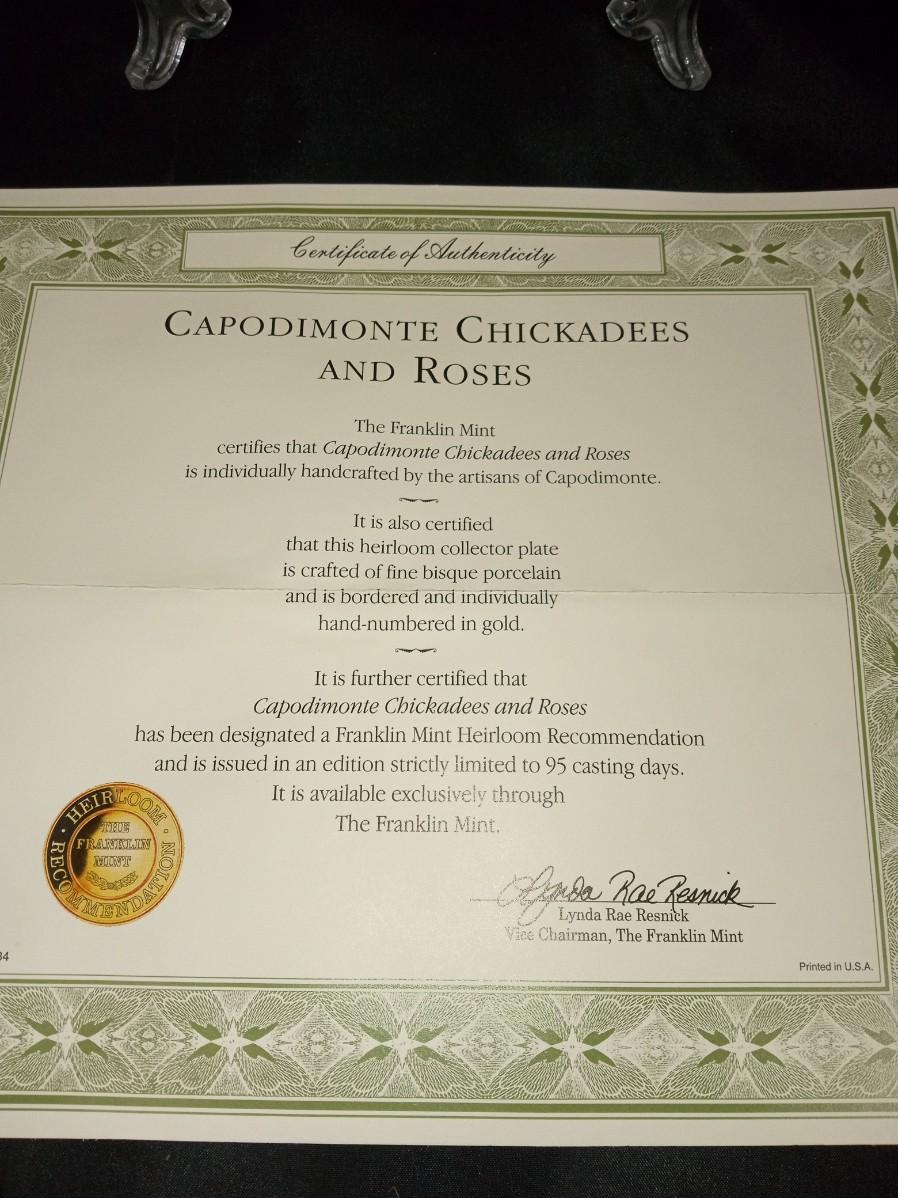 Certificate of Authenticity
CAPODIMONTE CHICKADEES
AND ROSES
The Franklin Mint
certifies that Capodimonte Chickadees and Roses
is individually handcrafted by the artisans of Capodimonte.
It is also certified
that this heirloom collector plate
is crafted of fine bisque porcelain
and is bordered and individually
hand-numbered in gold.
It is further certified that
Capodimonte Chickadees and Roses
has been designated a Franklin Mint Heirloom Recommendation
and is issued in an edition strictly limited to 95 casting days.
It is available exclusively through
The Franklin Mint.
HEIRLOOM
RECOMMENDATION
THE
FRANKLIN
MINT
Lynda Rae Resnick
Lynda Rae Resnick
Vice Chairman, The Franklin Mint
34
Printed in U.S.A.